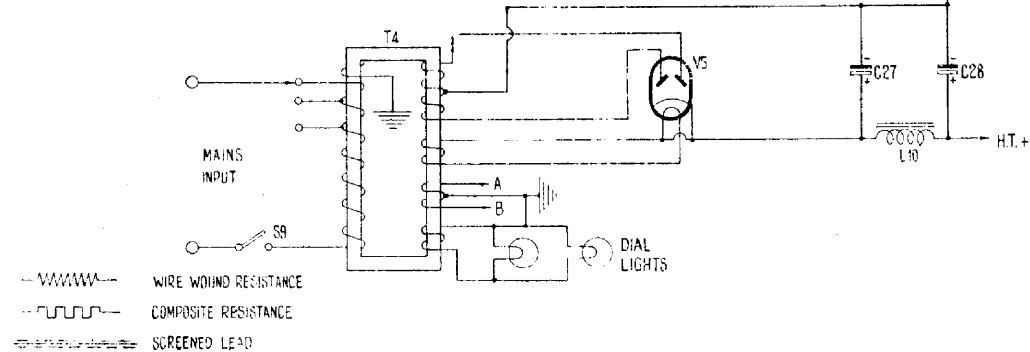 T4
V5
C27
C28
L10
H.T. +
MAINS
INPUT
A
B
S9
DIAL
LIGHTS
WIRE WOUND RESISTANCE
COMPOSITE RESISTANCE
SCREENED LEAD